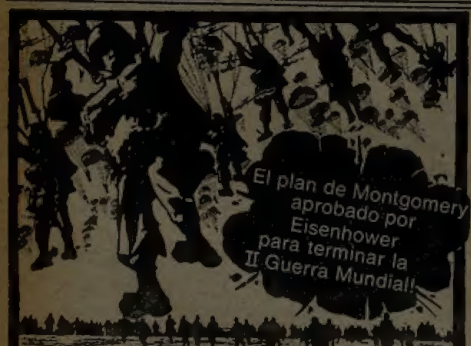 El plan de Montgomery
aprobado por
Eisenhower
para terminar la
II Guerra Mundial!